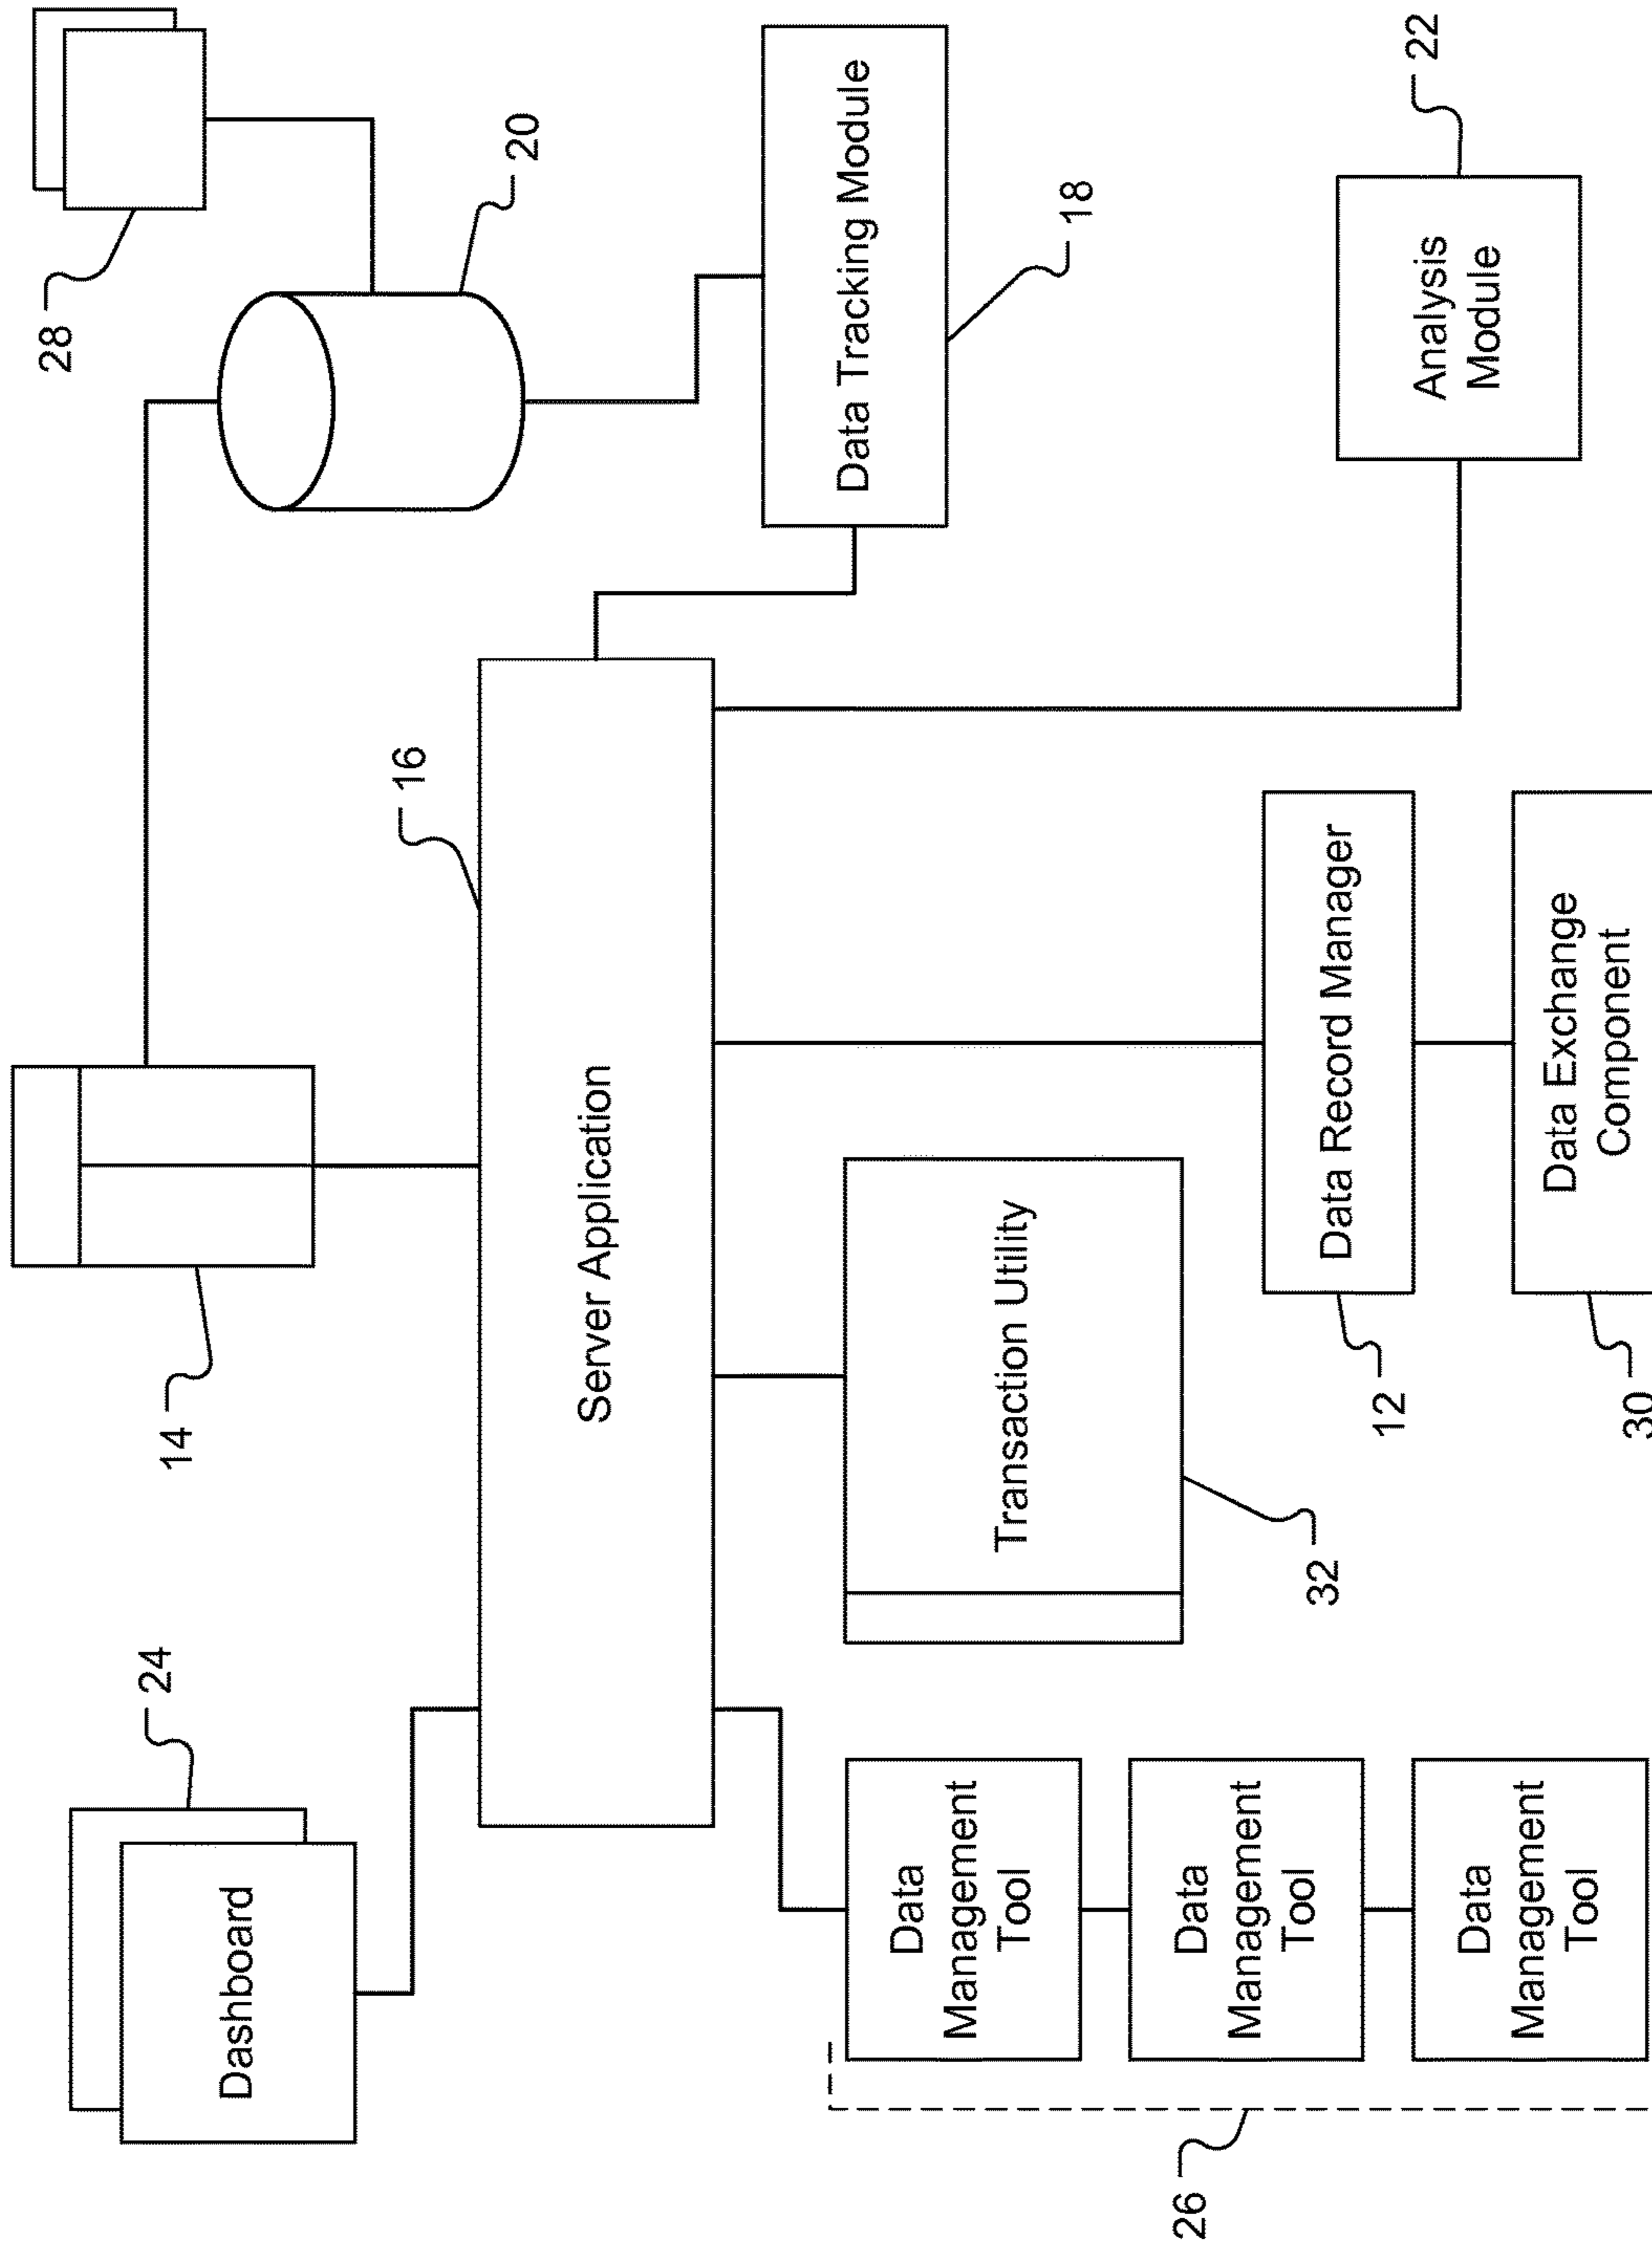 24
14
28
Dashboard
16
20
Server Application
Data
Management
Tool
Data
Management
Tool
Data
Management
Tool
26
Transaction Utility
32
Data Tracking Module
18
Data Record Manager
12
Data Exchange
Component
30
Analysis
Module
22